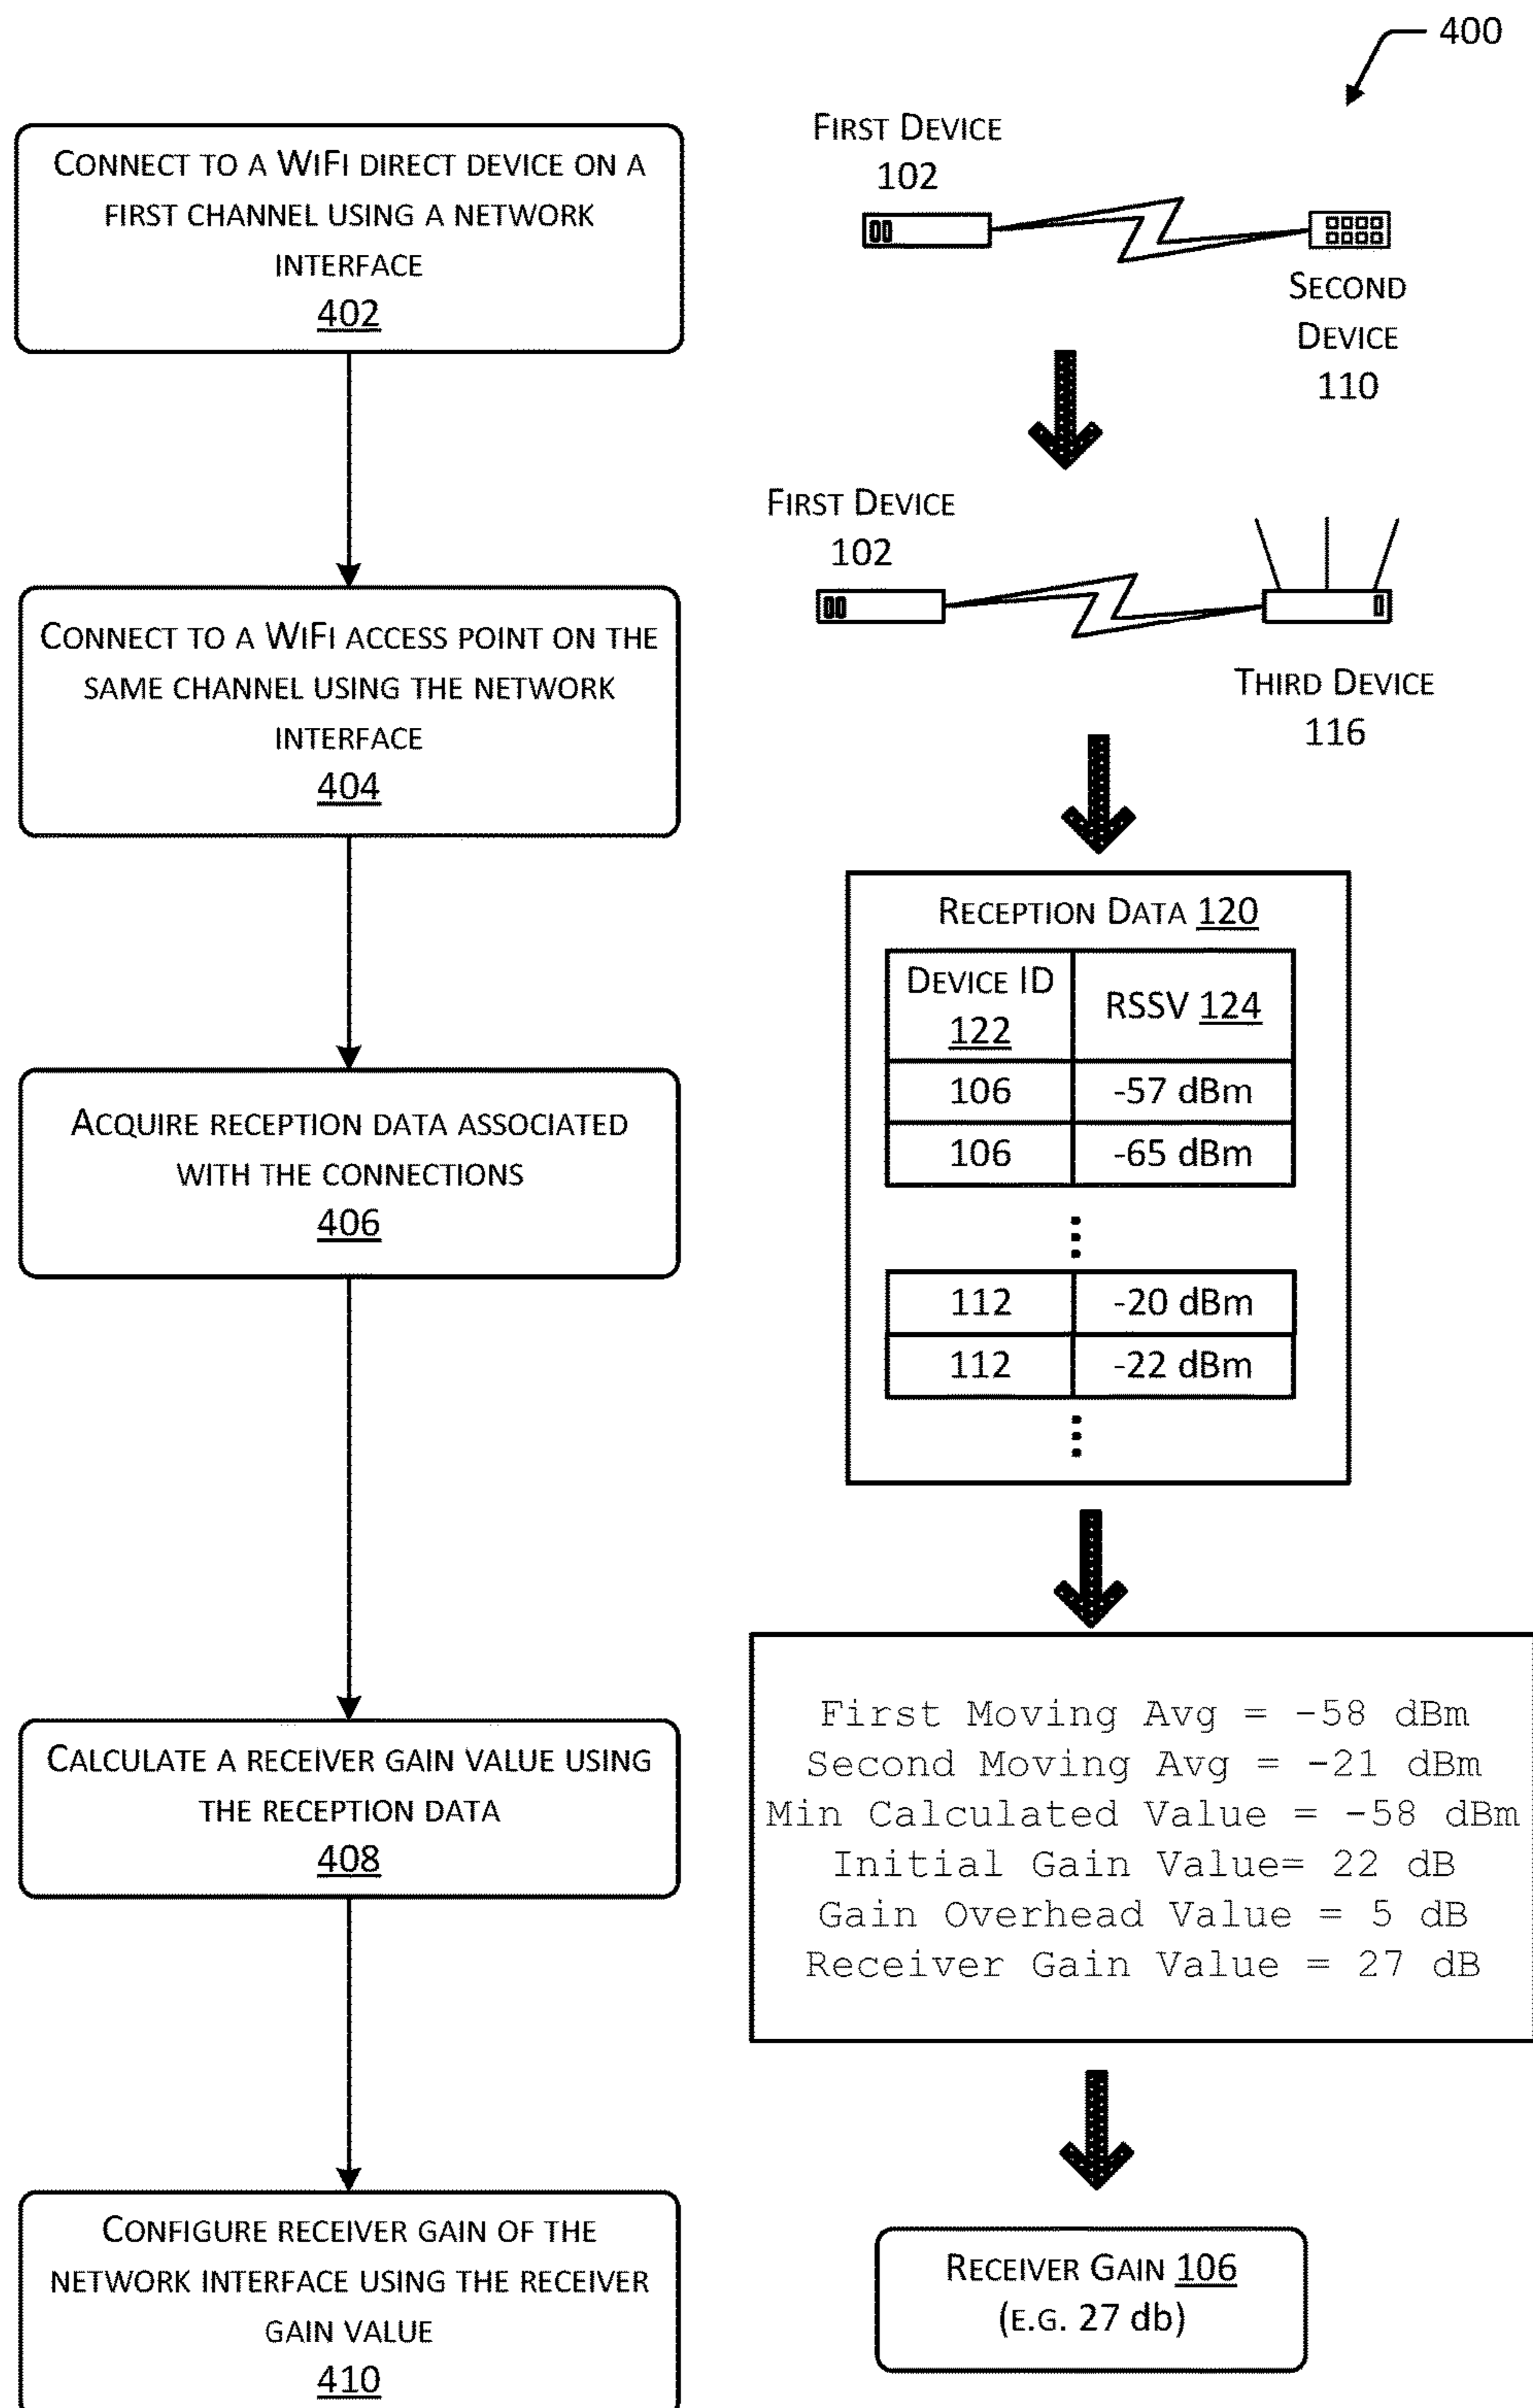 400
CONNECT TO A WIFI DIRECT DEVICE ON A
FIRST CHANNEL USING A NETWORK
INTERFACE
402
FIRST DEVICE
102
SECOND
DEVICE
110
CONNECT TO A WIFI ACCESS POINT ON THE
SAME CHANNEL USING THE NETWORK
INTERFACE
404
FIRST DEVICE
102
THIRD DEVICE
116
ACQUIRE RECEPTION DATA ASSOCIATED
WITH THE CONNECTIONS
406
RECEPTION DATA 120
DEVICE ID
122
RSSV 124
106 -57 dBm
106 -65 dBm
112 -20 dBm
112 -22 dBm
CALCULATE A RECEIVER GAIN VALUE USING
THE RECEPTION DATA
408
First Moving Avg = -58 dBm
Second Moving Avg = -21 dBm
Min Calculated Value = -58 dBm
Initial Gain Value= 22 dB
Gain Overhead Value = 5 dB
Receiver Gain Value = 27 dB
CONFIGURE RECEIVER GAIN OF THE
NETWORK INTERFACE USING THE RECEIVER
GAIN VALUE
410
RECEIVER GAIN 106
(E.G. 27 db)